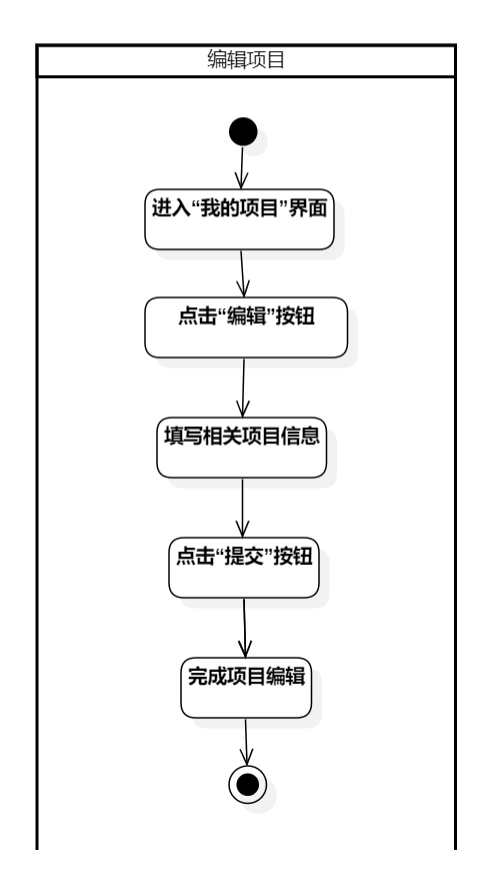 编辑项目
进入“我的项目”界面
点击“编辑”按钮
填写相关项目信息
点击“提交”按钮
完成项目编辑